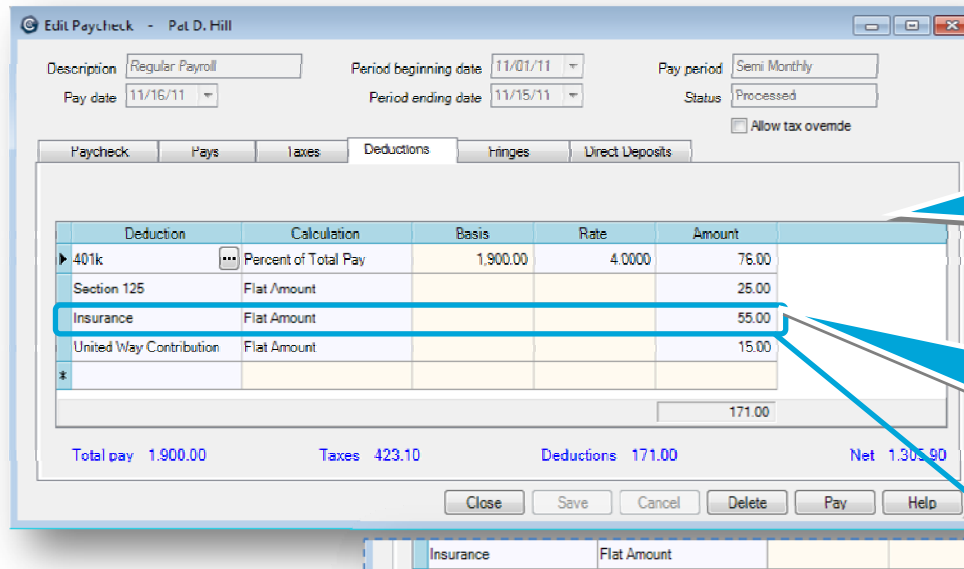 Edit Paycheck - Pat D. Hill
Description Regular Payroll Period beginning date 11/01/11 Pay period Semi Monthly
Pay date 11/16/11 Period ending date 11/15/11 Status Processed
Allow tax override
Paycheck Pays Taxes Deductions Fringes Direct Deposits
Deduction Calculation Basis Rate Amount
401k ... Percent of Total Pay 1,900.00 4.0000 76.00
Section 125 Flat Amount 25.00
Insurance Flat Amount 55.00
United Way Contribution Flat Amount 15.00
*
171.00
Total pay 1,900.00 Taxes 423.10 Deductions 171.00 Net 1,305.90
Close Save Cancel Delete Pay Help
Insurance Flat Amount